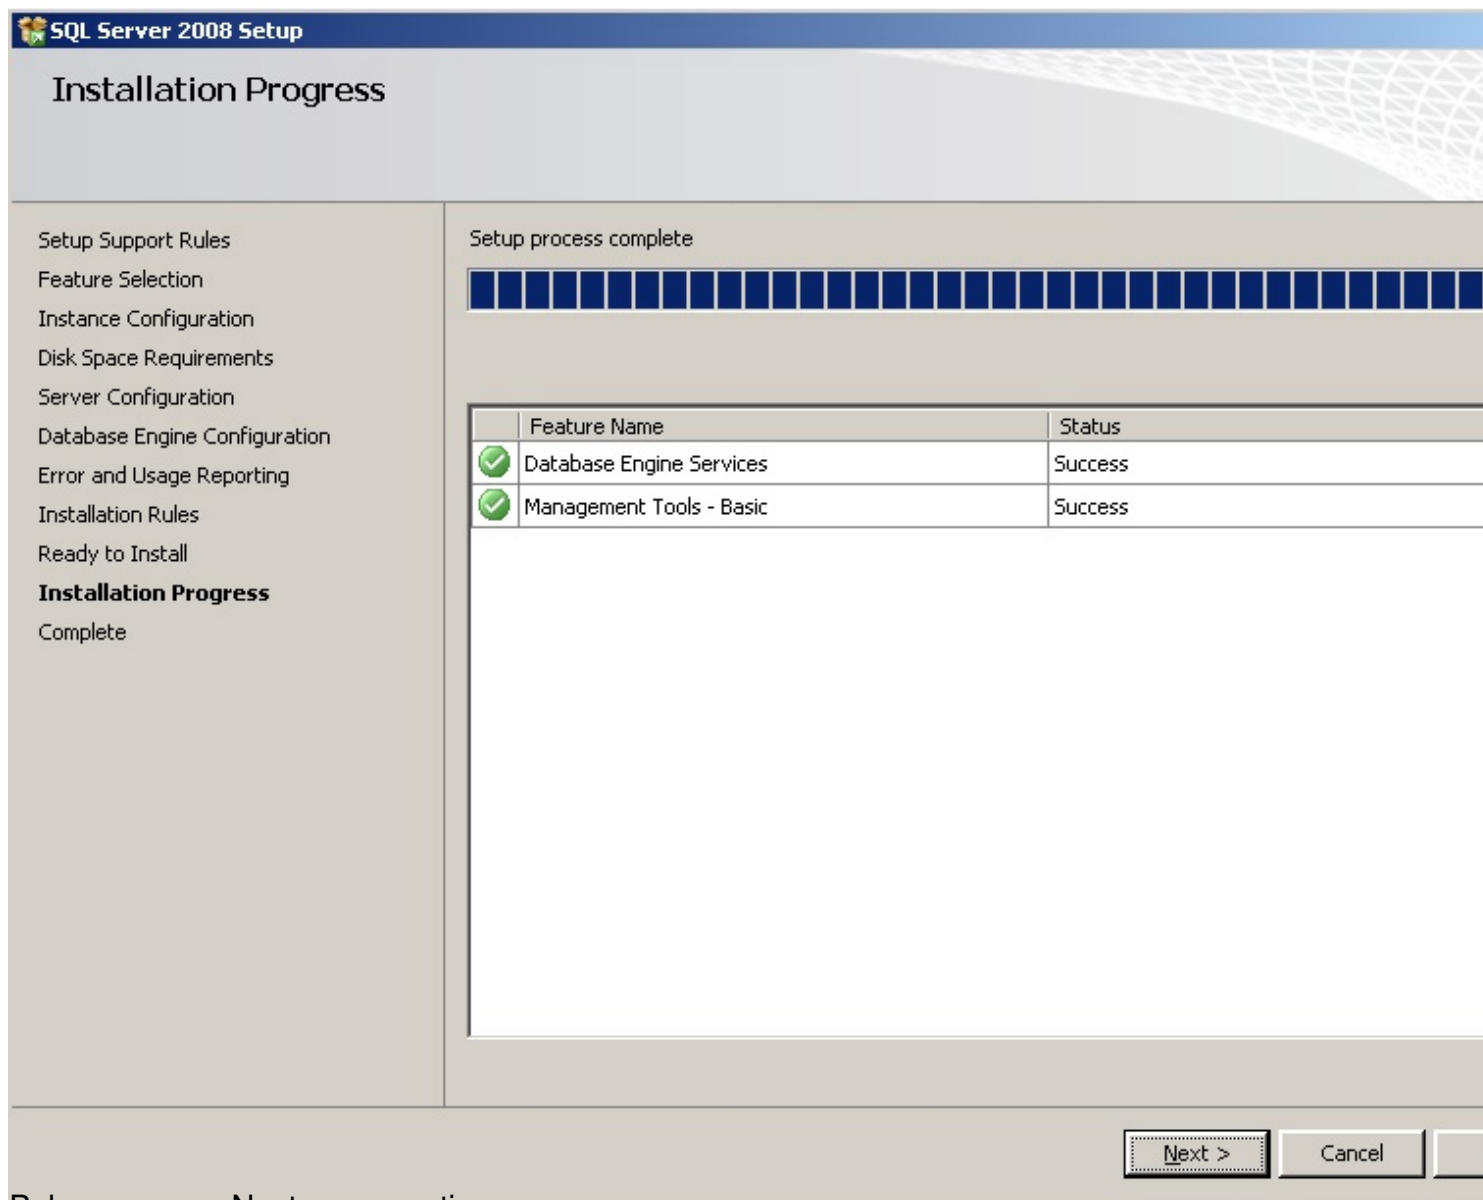 SQL Server 2008 Setup
Installation Progress
Setup Support Rules
Feature Selection
Instance Configuration
Disk Space Requirements
Server Configuration
Database Engine Configuration
Error and Usage Reporting
Installation Rules
Ready to Install
Installation Progress
Complete
Setup process complete
Feature Name Status
Database Engine Services Success
Management Tools - Basic Success
Next > Cancel